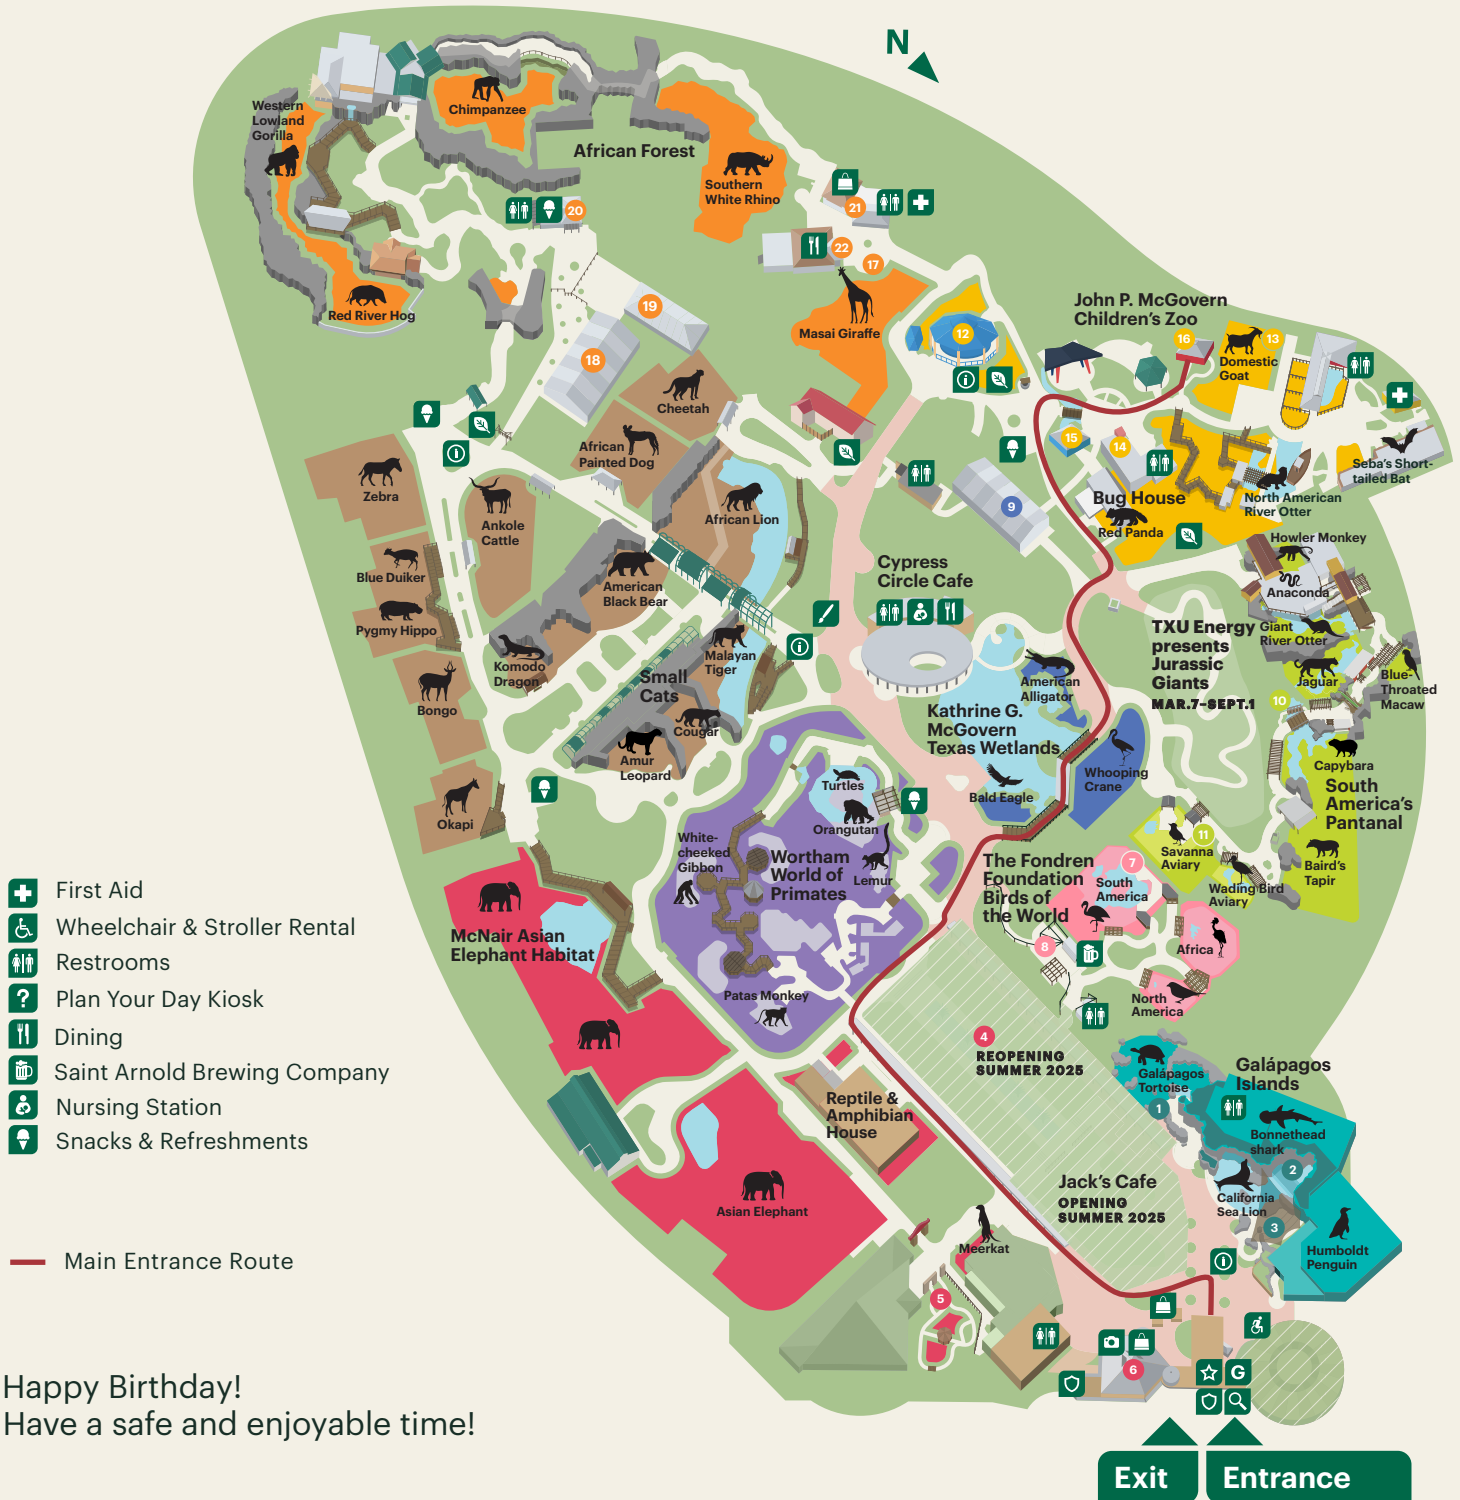 N
Western
Lowland
Gorilla
Chimpanzee
African Forest
Southern
White Rhino
21
20
22
17
Red River Hog
19
18
Masai Giraffe
12
John P. McGovern
Children's Zoo
16
13
Domestic
Goat
Cheetah
African
Painted Dog
15
14
Seba's Short-
tailed Bat
Zebra
Ankole
Cattle
African Lion
9
Bug House
Red Panda
North American
River Otter
Howler Monkey
Anaconda
Blue Duiker
American
Black Bear
Cypress
Circle Cafe
Pygmy Hippo
Giant
River Otter
TXU Energy
presents
Jurassic
Giants
MAR.7–SEPT.1
Komodo
Dragon
Malayan
Tiger
Small
Cats
American
Alligator
Jaguar
Blue-
Throated
Macaw
10
Bongo
Cougar
Kathrine G.
McGovern
Texas Wetlands
Amur
Leopard
Whooping
Crane
Capybara
South
America's
Pantanal
Turtles
Bald Eagle
Okapi
Orangutan
White-
cheeked
Gibbon
Wortham
World of
Primates
Lemur
11
Savanna
Aviary
Baird's
Tapir
The Fondren
Foundation
Birds of
the World
7
South
America
Wading Bird
Aviary
McNair Asian
Elephant Habitat
8
Africa
Patas Monkey
North
America
4
REOPENING
SUMMER 2025
Galápagos
Islands
Galápagos
Tortoise
1
Reptile &
Amphibian
House
Bonnethead
shark
2
Jack's Cafe
OPENING
SUMMER 2025
California
Sea Lion
3
Asian Elephant
Meerkat
Humboldt
Penguin
5
6
G
First Aid
Wheelchair & Stroller Rental
Restrooms
? Plan Your Day Kiosk
Dining
Saint Arnold Brewing Company
Nursing Station
Snacks & Refreshments
Main Entrance Route
Happy Birthday!
Have a safe and enjoyable time!
Exit
Entrance